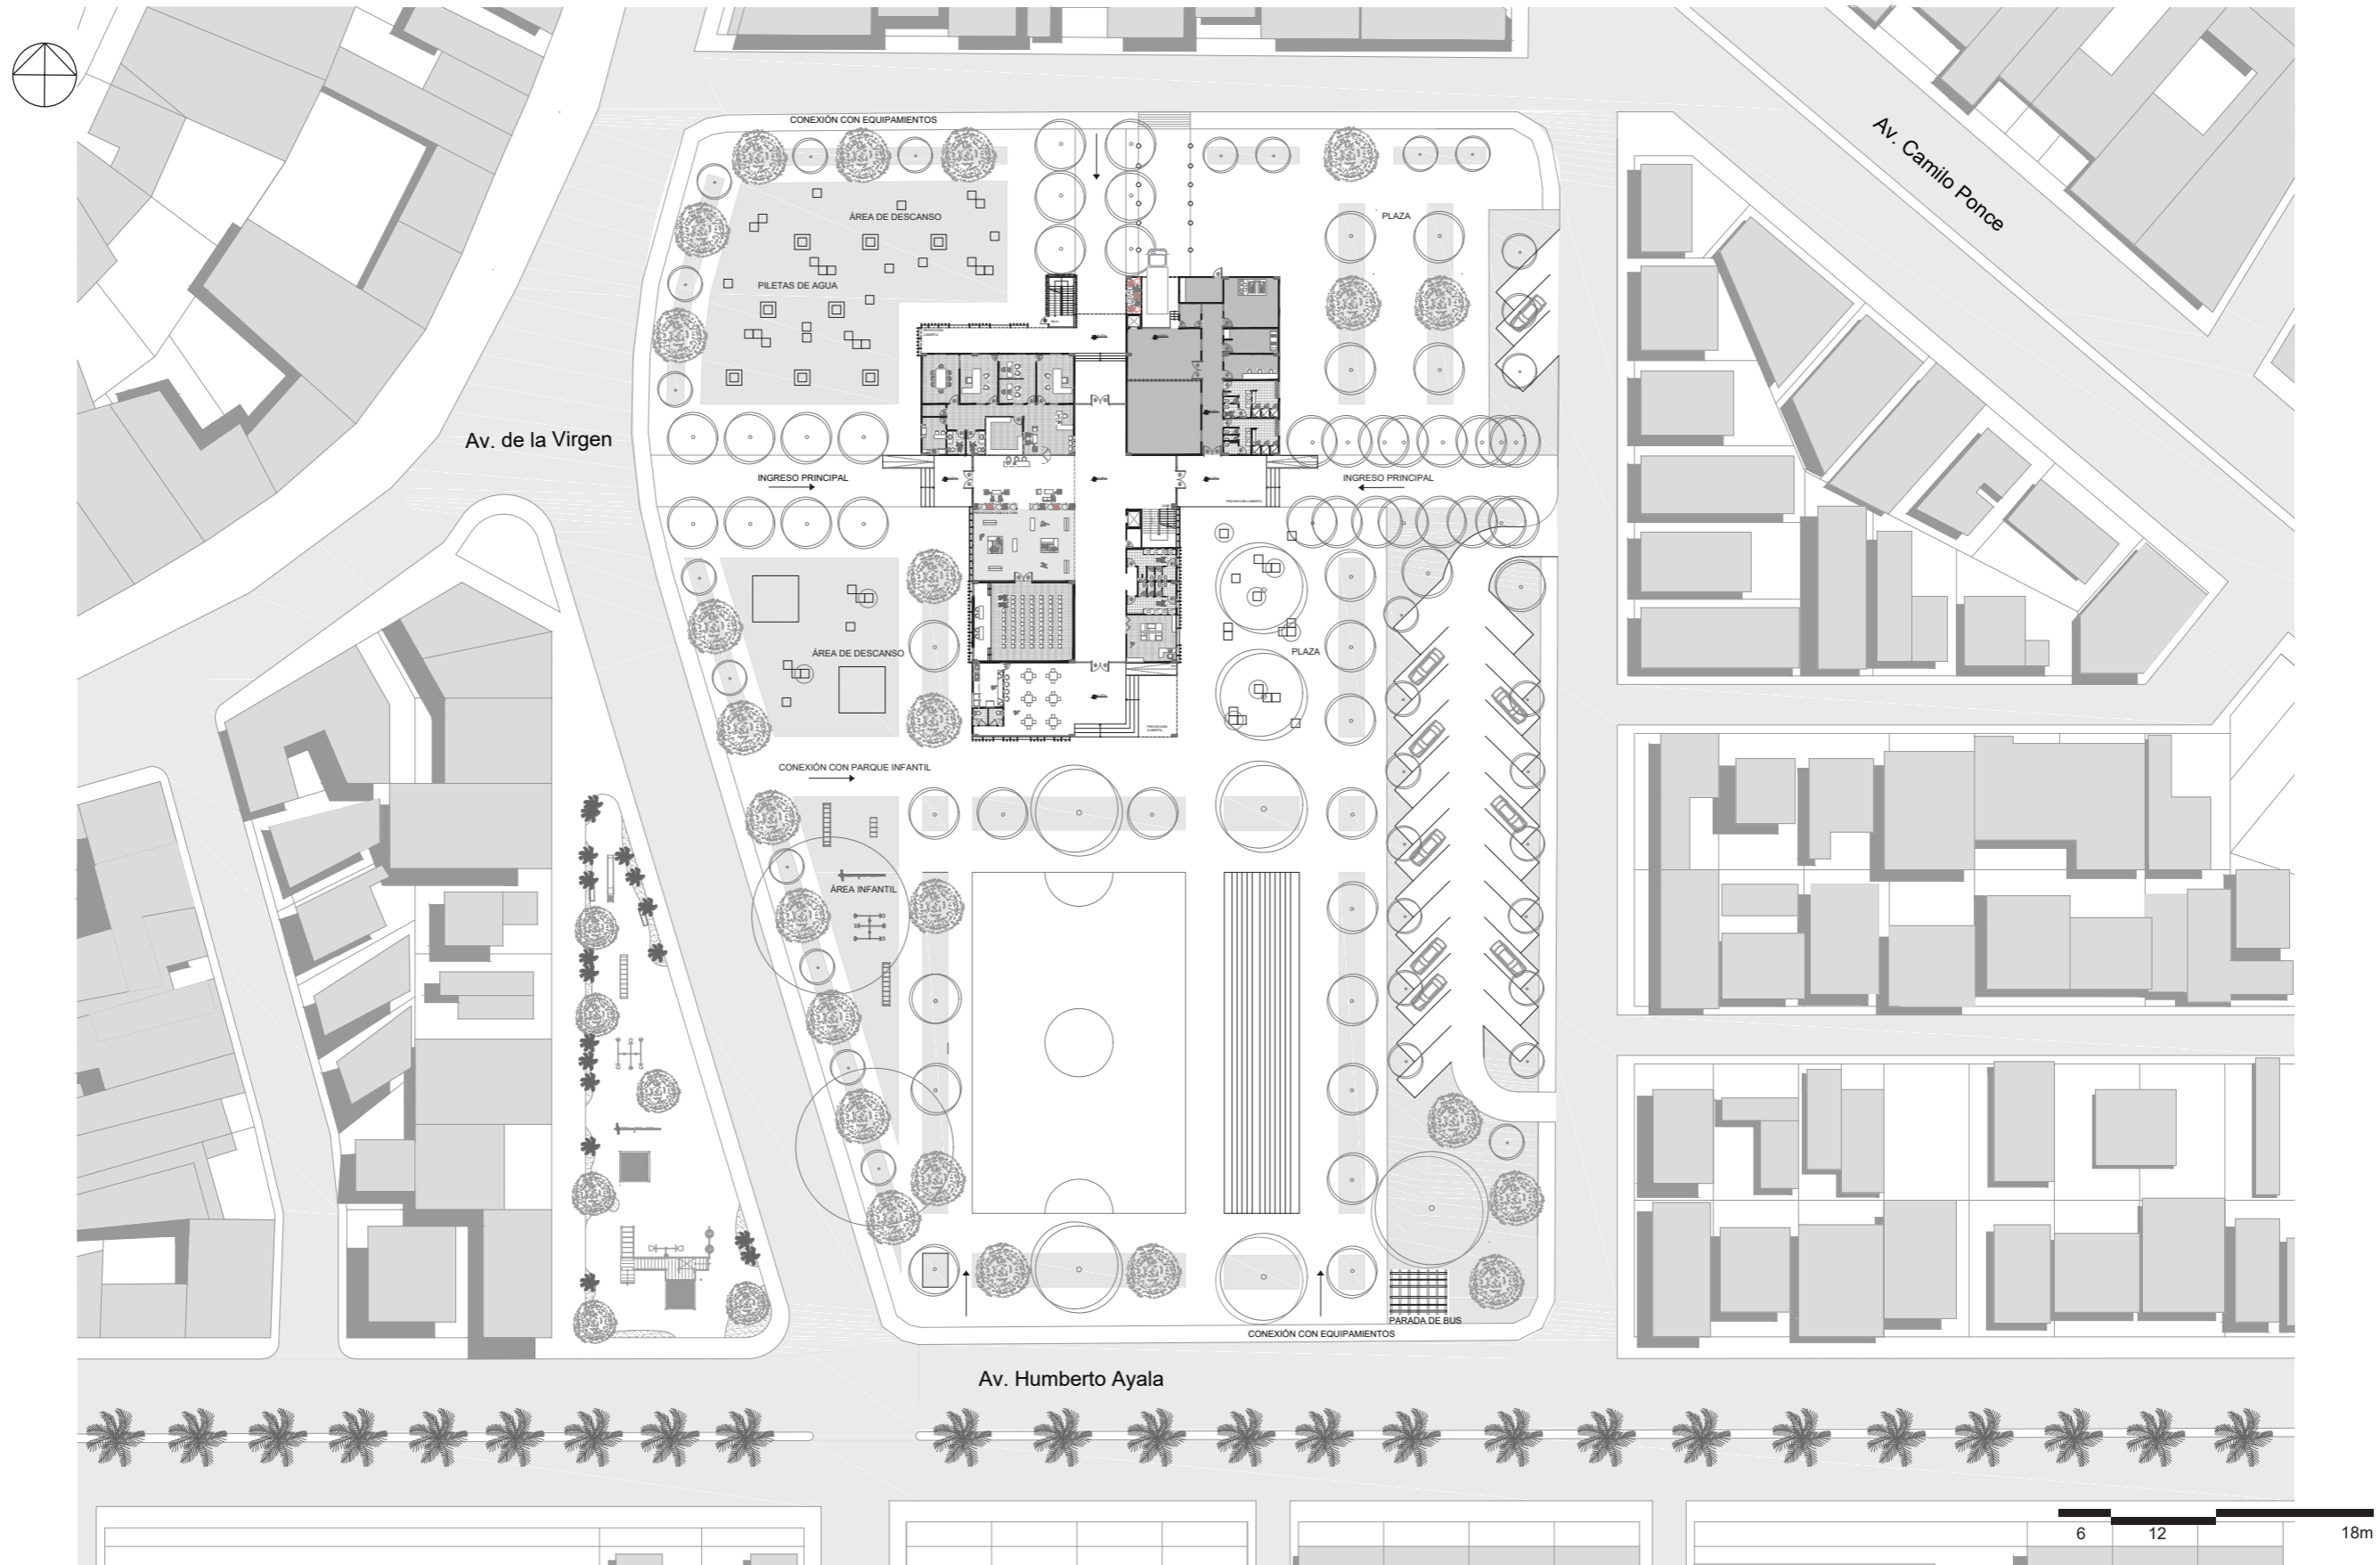 CONEXIÓN CON EQUIPAMIENTOS
Av. Camilo Ponce
ÁREA DE DESCANSO
PLAZA
PILETAS DE AGUA
Av. de la Virgen
INGRESO PRINCIPAL
INGRESO PRINCIPAL
ÁREA DE DESCANSO
PLAZA
CONEXIÓN CON PARQUE INFANTIL
ÁREA INFANTIL
PARADA DE BUS
CONEXIÓN CON EQUIPAMIENTOS
Av. Humberto Ayala
6 12 18m